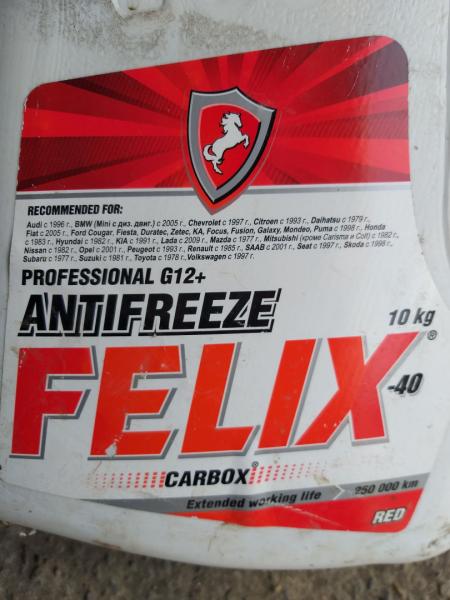 RECOMMENDED FOR:
Audi с 1996 г., BMW (Mini с диз. двиг.) с 2005 г., Chevrolet с 1997 г., Citroen с 1993 г., Daihatsu с 1979 г.,
Fiat с 2005 г., Ford Cougar, Fiesta, Duratec, Zetec, KA, Focus, Fusion, Galaxy, Mondeo, Puma с 1998 г., Honda
с 1983 г., Hyundai с 1982 г., KIA с 1991 г., Lada с 2009 г., Mazda с 1977 г., Mitsubishi (кроме Carisma и Colt) с 1982 г.,
Nissan с 1982 г., Opel с 2001 г., Peugeot с 1993 г., Renault с 1985 г., SAAB с 2001 г., Seat с 1997 г., Skoda с 1998 г.,
Subaru с 1977 г., Suzuki с 1981 г., Toyota с 1978 г., Volkswagen с 1997 г.
PROFESSIONAL G12+
ANTIFREEZE
10 kg
FELIX®
-40
CARBOX®
Extended working life
250 000 km
RED